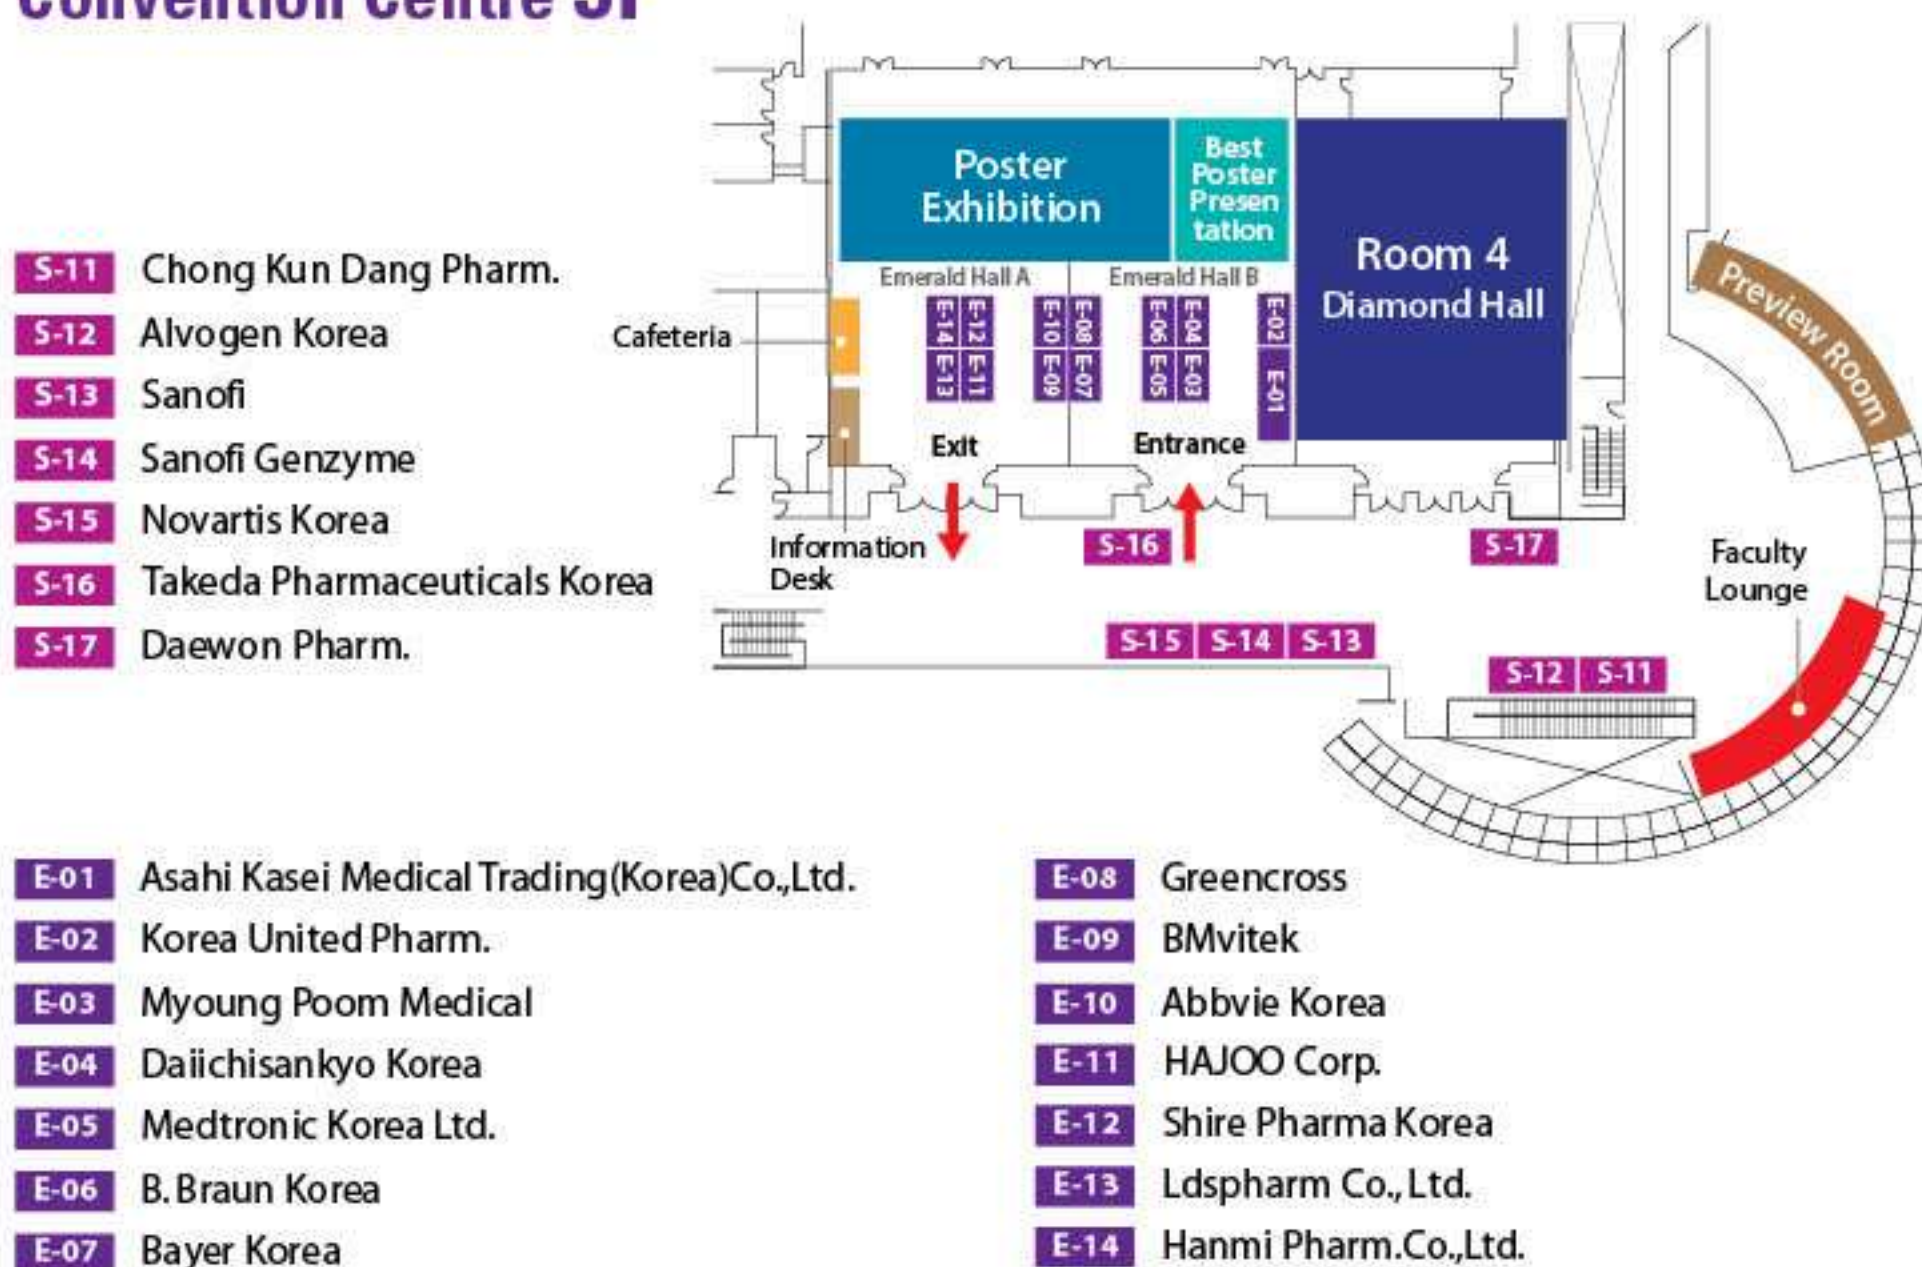 Convention Centre 3F
Poster
Exhibition
Best
Poster
Presen
tation
Room 4
Diamond Hall
Emerald Hall A
Emerald Hall B
Preview Room
S-11 Chong Kun Dang Pharm.
S-12 Alvogen Korea
S-13 Sanofi
S-14 Sanofi Genzyme
S-15 Novartis Korea
S-16 Takeda Pharmaceuticals Korea
S-17 Daewon Pharm.
Cafeteria
E-14
E-12
E-10
E-08
E-06
E-04
E-02
E-13
E-11
E-09
E-07
E-05
E-03
E-01
Exit
Entrance
Information
Desk
S-16
S-17
Faculty
Lounge
S-15
S-14
S-13
S-12
S-11
E-01 Asahi Kasei Medical Trading(Korea)Co.,Ltd.
E-02 Korea United Pharm.
E-03 Myoung Poom Medical
E-04 Daiichisankyo Korea
E-05 Medtronic Korea Ltd.
E-06 B. Braun Korea
E-07 Bayer Korea
E-08 Greencross
E-09 BMvitek
E-10 Abbvie Korea
E-11 HAJOO Corp.
E-12 Shire Pharma Korea
E-13 Ldspharm Co., Ltd.
E-14 Hanmi Pharm.Co.,Ltd.